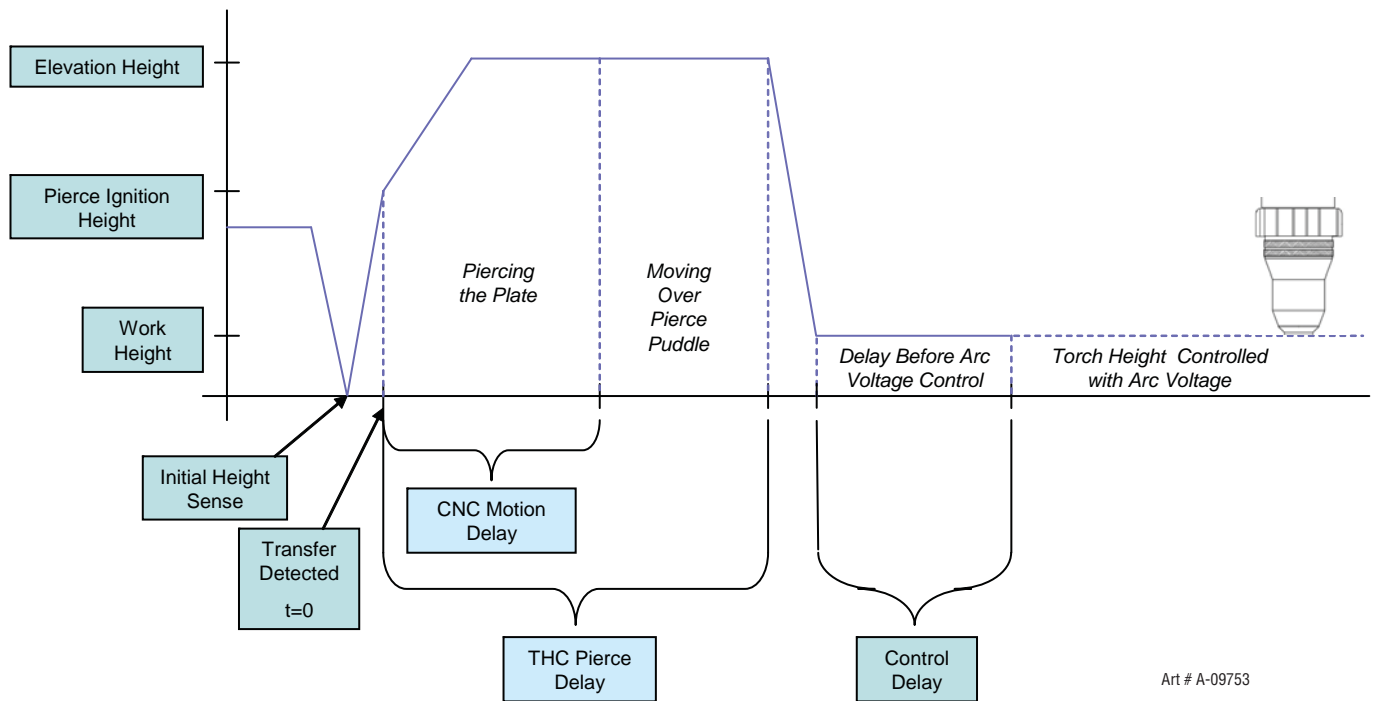 Elevation Height
Pierce Ignition
Height
Work
Height
Piercing
the Plate
Moving
Over
Pierce
Puddle
Delay Before Arc
Voltage Control
Torch Height Controlled
with Arc Voltage
Initial Height
Sense
CNC Motion
Delay
Transfer
Detected
t=0
THC Pierce
Delay
Control
Delay
Art # A-09753